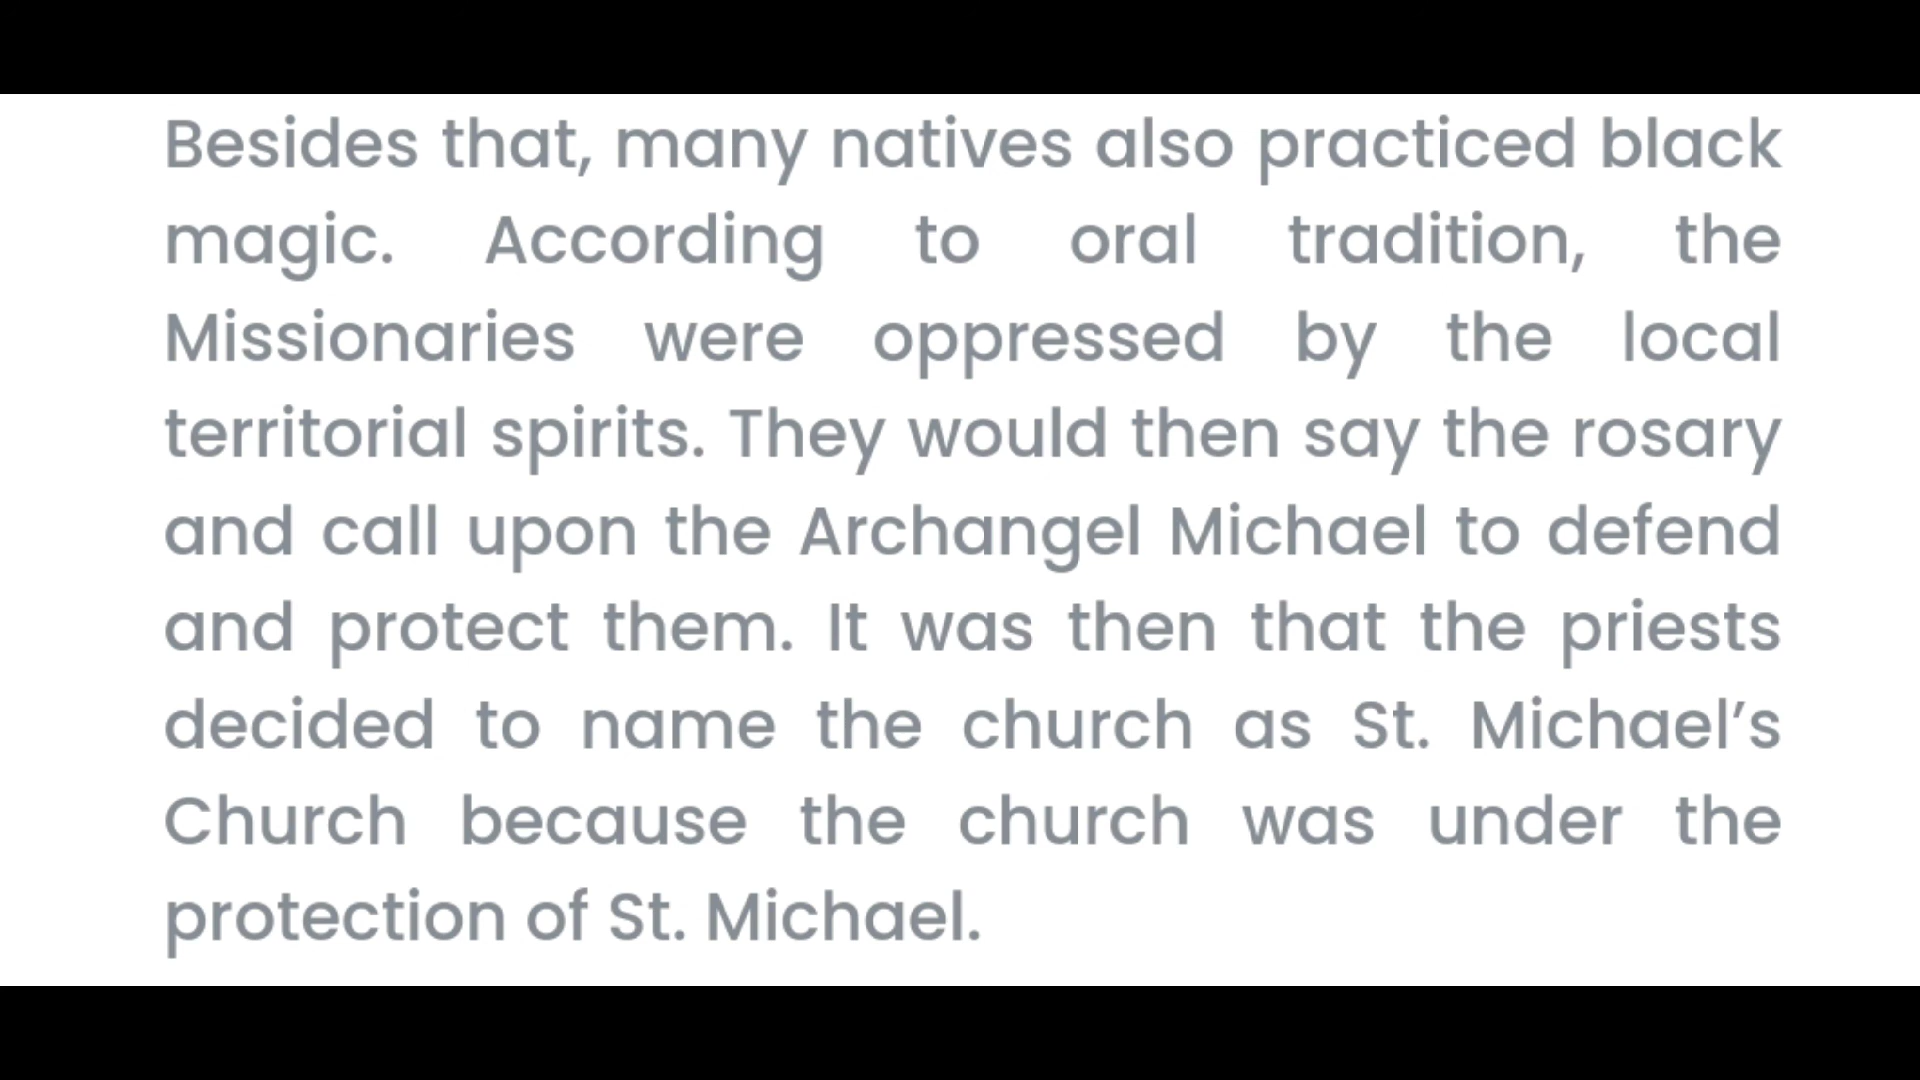 Besides that, many natives also practiced black
magic. According to oral tradition, the
Missionaries were oppressed by the local
territorial spirits. They would then say the rosary
and call upon the Archangel Michael to defend
and protect them. It was then that the priests
decided to name the church as St. Michael’s
Church because the church was under the
protection of St. Michael.